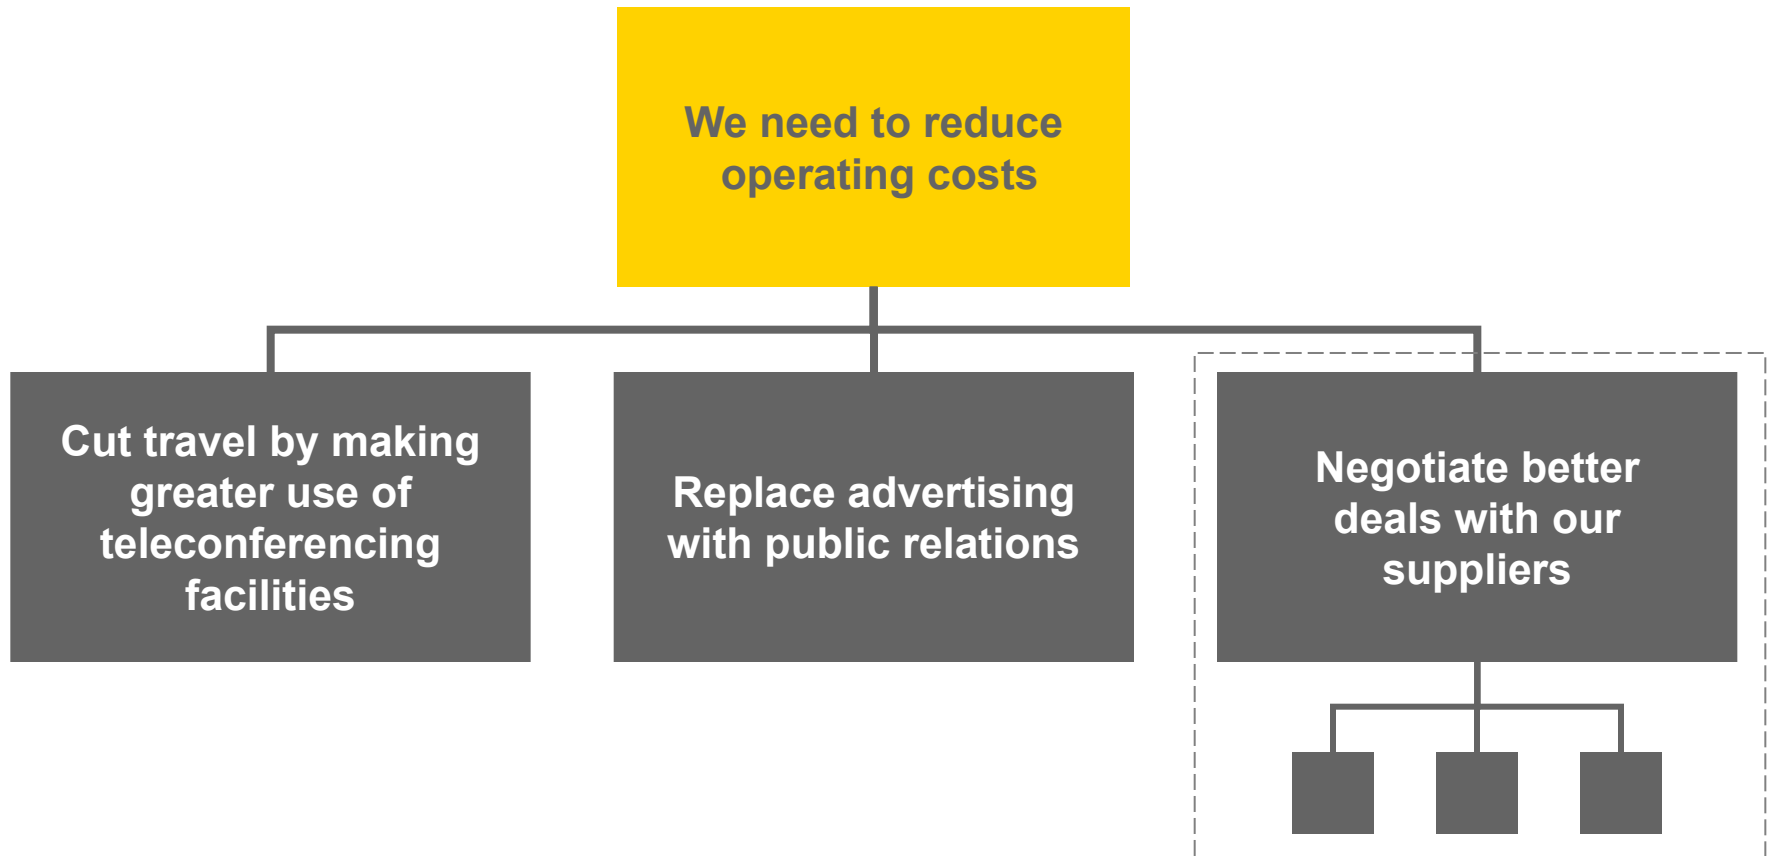 We need to reduce
operating costs
Cut travel by making
greater use of
teleconferencing
facilities
Replace advertising
with public relations
Negotiate better
deals with our
suppliers